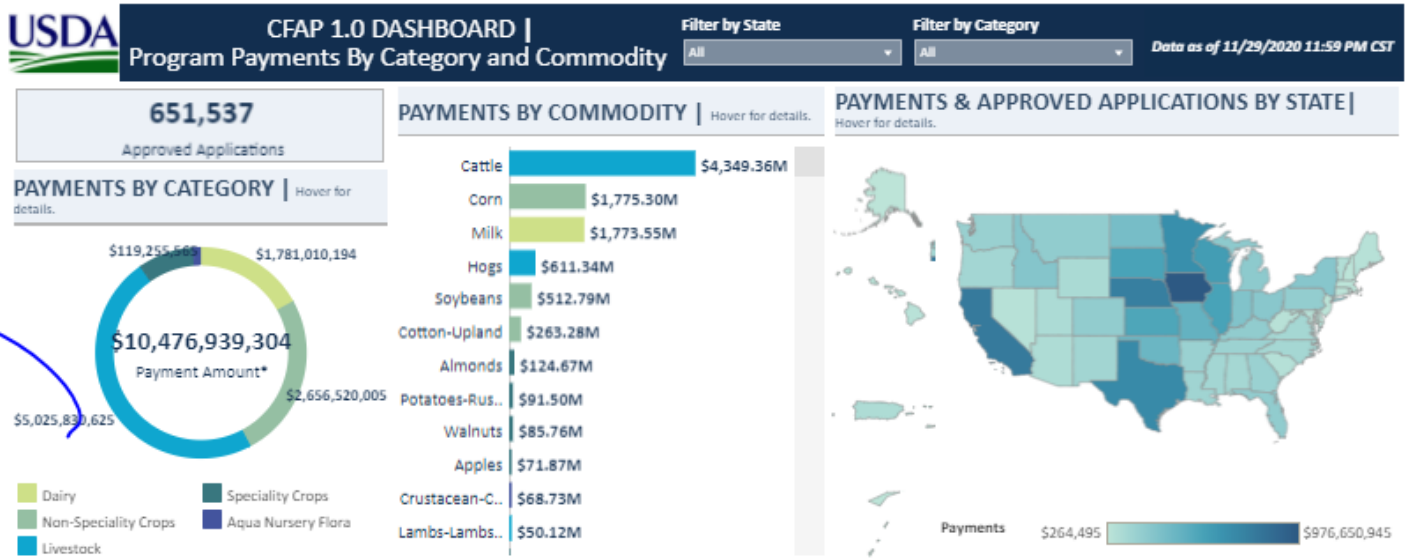 USDA
CFAP 1.0 DASHBOARD |
Program Payments By Category and Commodity
Filter by State
All
Filter by Category
All
Data as of 11/29/2020 11:59 PM CST
651,537
Approved Applications
PAYMENTS BY CATEGORY | Hover for
details.
$119,255,565
$1,781,010,194
$10,476,939,304
Payment Amount*
$2,656,520,005
$5,025,830,625
Dairy
Speciality Crops
Non-Speciality Crops
Aqua Nursery Flora
Livestock
PAYMENTS BY COMMODITY | Hover for details.
Cattle $4,349.36M
Corn $1,775.30M
Milk $1,773.55M
Hogs $611.34M
Soybeans $512.79M
Cotton-Upland $263.28M
Almonds $124.67M
Potatoes-Rus.. $91.50M
Walnuts $85.76M
Apples $71.87M
Crustacean-C.. $68.73M
Lambs-Lambs.. $50.12M
PAYMENTS & APPROVED APPLICATIONS BY STATE|
Hover for details.
Payments
$264,495
$976,650,945